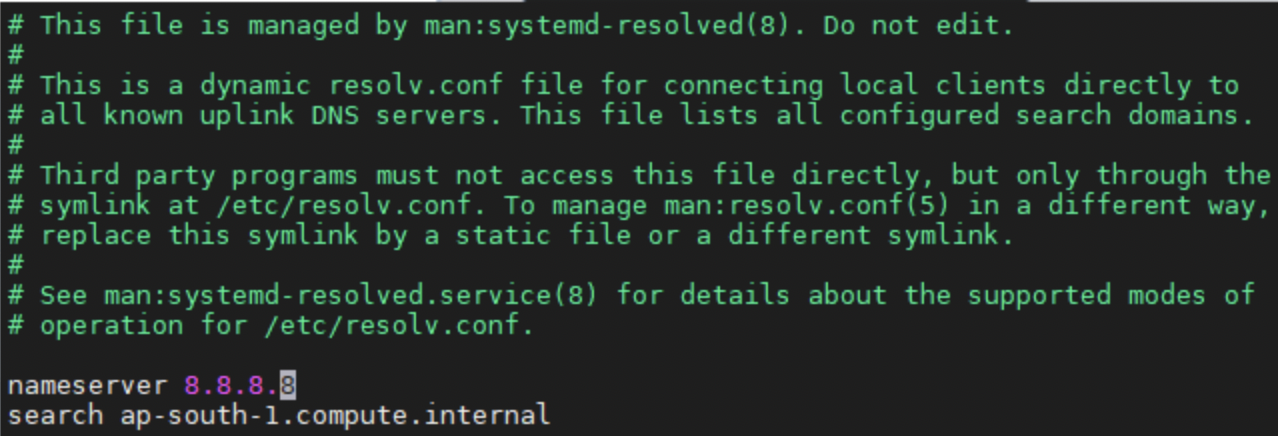 # This file is managed by man:systemd-resolved(8). Do not edit.
#
# This is a dynamic resolv.conf file for connecting local clients directly to
# all known uplink DNS servers. This file lists all configured search domains.
#
# Third party programs must not access this file directly, but only through the
# symlink at /etc/resolv.conf. To manage man:resolv.conf(5) in a different way,
# replace this symlink by a static file or a different symlink.
#
# See man:systemd-resolved.service(8) for details about the supported modes of
# operation for /etc/resolv.conf.

nameserver 8.8.8.8
search ap-south-1.compute.internal